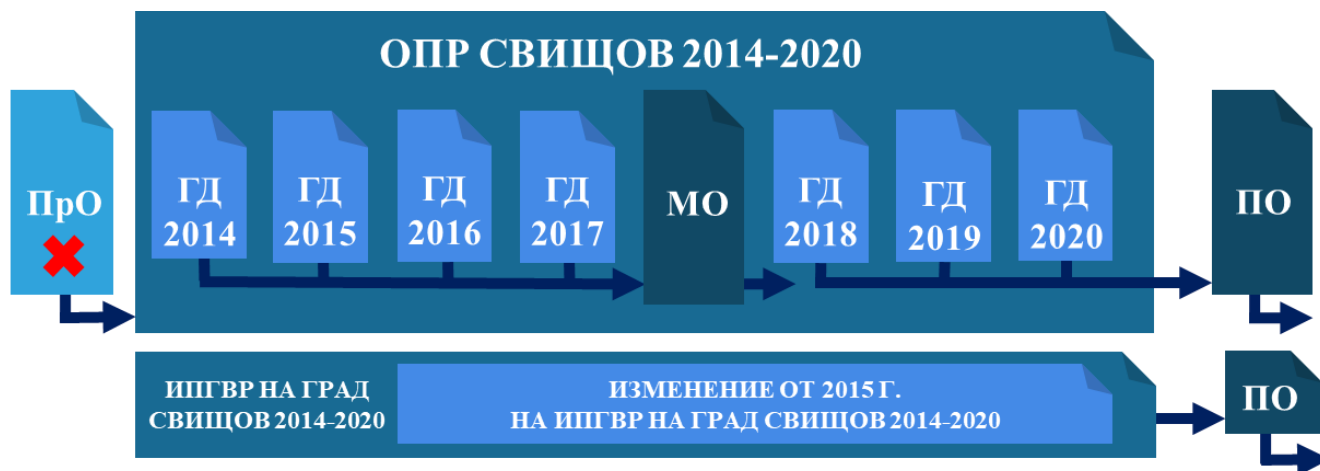 ОПР СВИЩОВ 2014-2020
ПрО
ГД
2014
ГД
2015
ГД
2016
ГД
2017
МО
ГД
2018
ГД
2019
ГД
2020
ПО
ИПГВР НА ГРАД
СВИЩОВ 2014-2020
ИЗМЕНЕНИЕ ОТ 2015 Г.
НА ИПГВР НА ГРАД СВИЩОВ 2014-2020
ПО